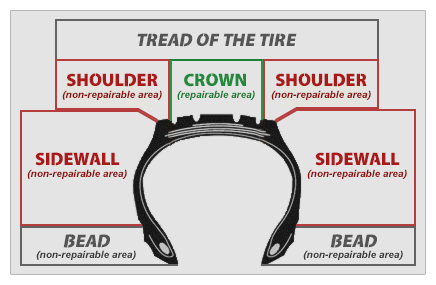 TREAD OF THE TIRE
SHOULDER
(non-repairable area)
CROWN
(repairable area)
SHOULDER
(non-repairable area)
SIDEWALL
(non-repairable area)
SIDEWALL
(non-repairable area)
BEAD
(non-repairable area)
BEAD
(non-repairable area)